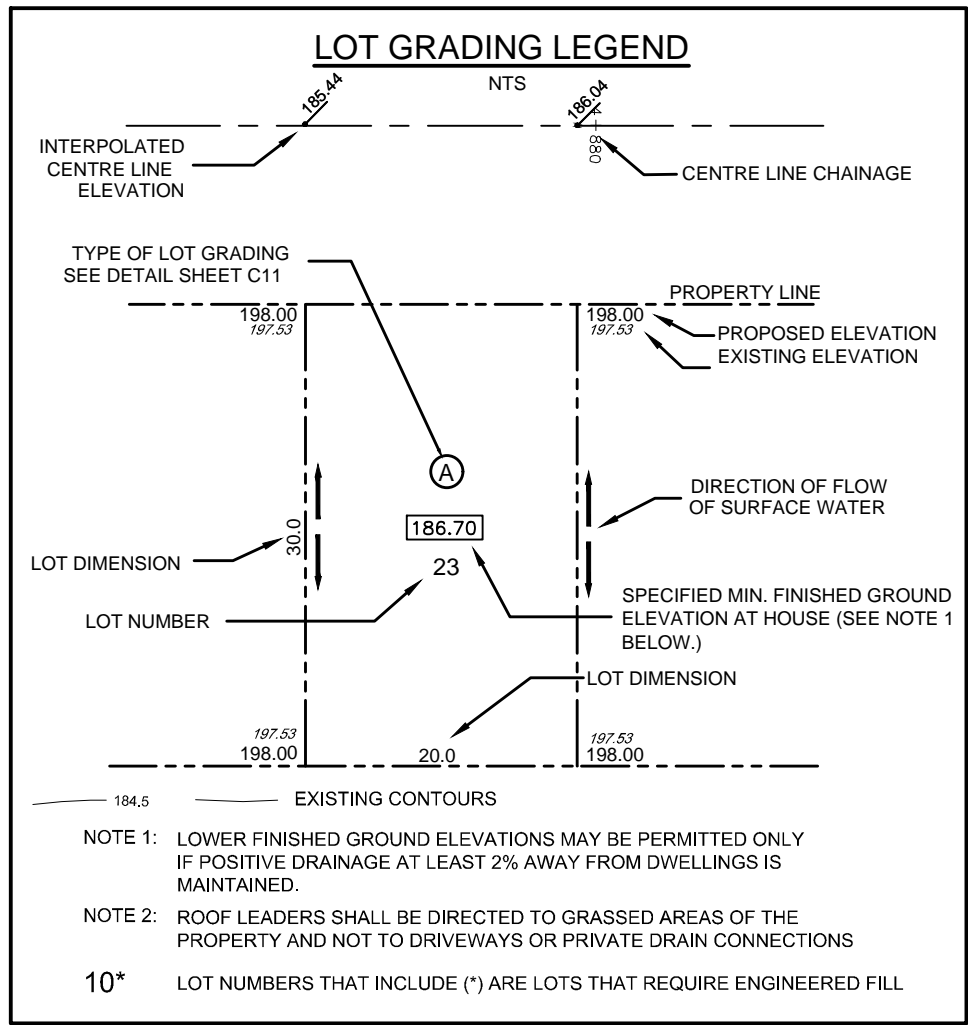 LOT GRADING LEGEND
NTS
185.44
186.04
4+880
INTERPOLATED
CENTRE LINE
ELEVATION
CENTRE LINE CHAINAGE
TYPE OF LOT GRADING
SEE DETAIL SHEET C11
PROPERTY LINE
198.00
197.53
198.00
197.53
PROPOSED ELEVATION
EXISTING ELEVATION
A
DIRECTION OF FLOW
OF SURFACE WATER
186.70
30.0
LOT DIMENSION
23
LOT NUMBER
SPECIFIED MIN. FINISHED GROUND
ELEVATION AT HOUSE (SEE NOTE 1
BELOW.)
LOT DIMENSION
197.53
198.00
20.0
197.53
198.00
184.5
EXISTING CONTOURS
NOTE 1: LOWER FINISHED GROUND ELEVATIONS MAY BE PERMITTED ONLY
IF POSITIVE DRAINAGE AT LEAST 2% AWAY FROM DWELLINGS IS
MAINTAINED.
NOTE 2: ROOF LEADERS SHALL BE DIRECTED TO GRASSED AREAS OF THE
PROPERTY AND NOT TO DRIVEWAYS OR PRIVATE DRAIN CONNECTIONS
10* LOT NUMBERS THAT INCLUDE (*) ARE LOTS THAT REQUIRE ENGINEERED FILL